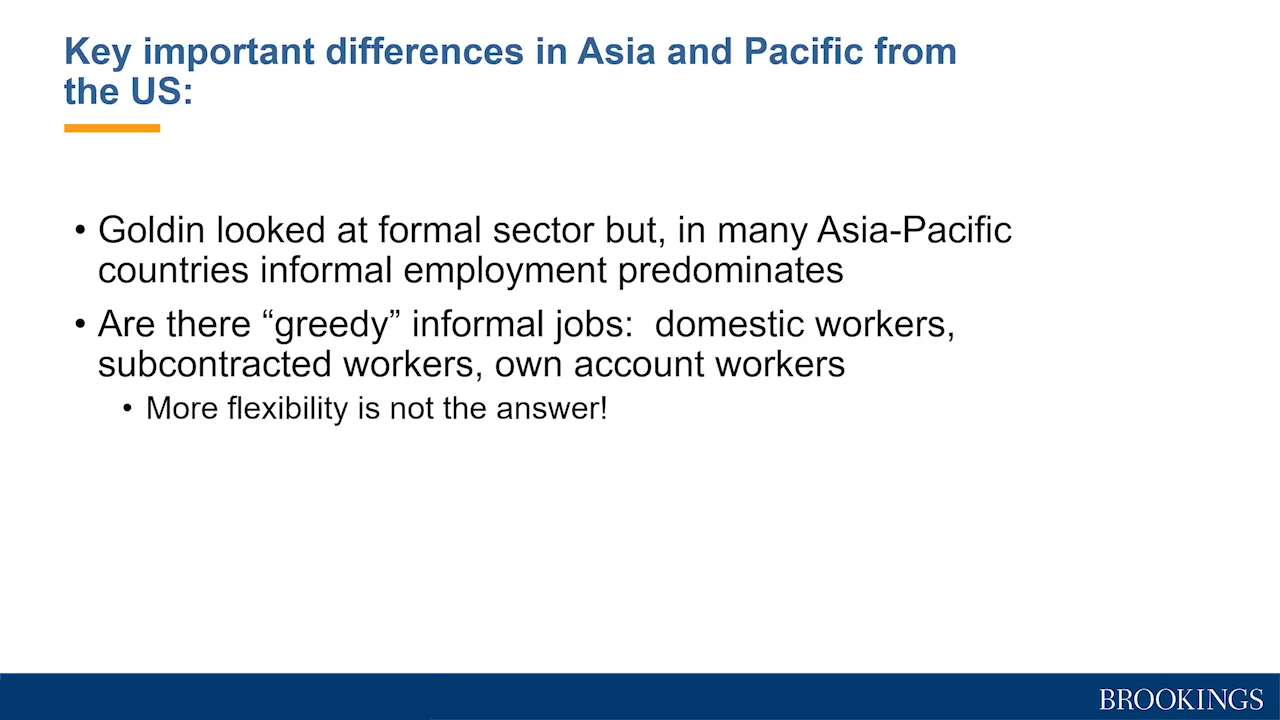 Key important differences in Asia and Pacific from
the US:
• Goldin looked at formal sector but, in many Asia-Pacific
countries informal employment predominates
• Are there “greedy” informal jobs:  domestic workers,
subcontracted workers, own account workers
• More flexibility is not the answer!
BROOKINGS